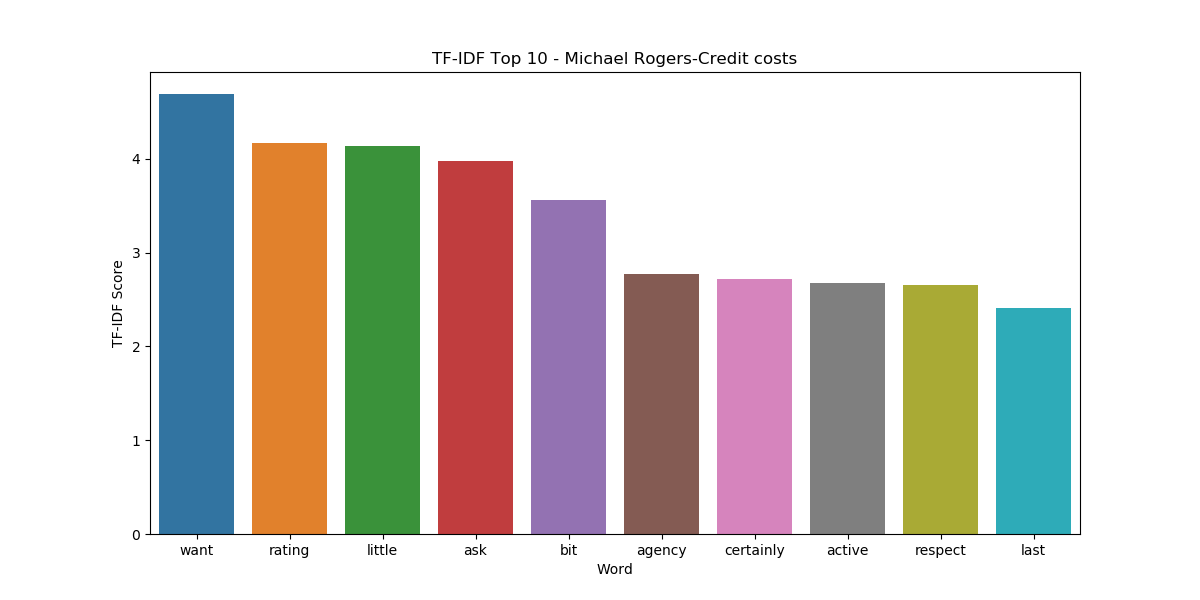 TF-IDF Top 10 - Michael Rogers-Credit costs
TF-IDF Score
4
3
2
1
0
want rating little ask bit agency certainly active respect last
Word